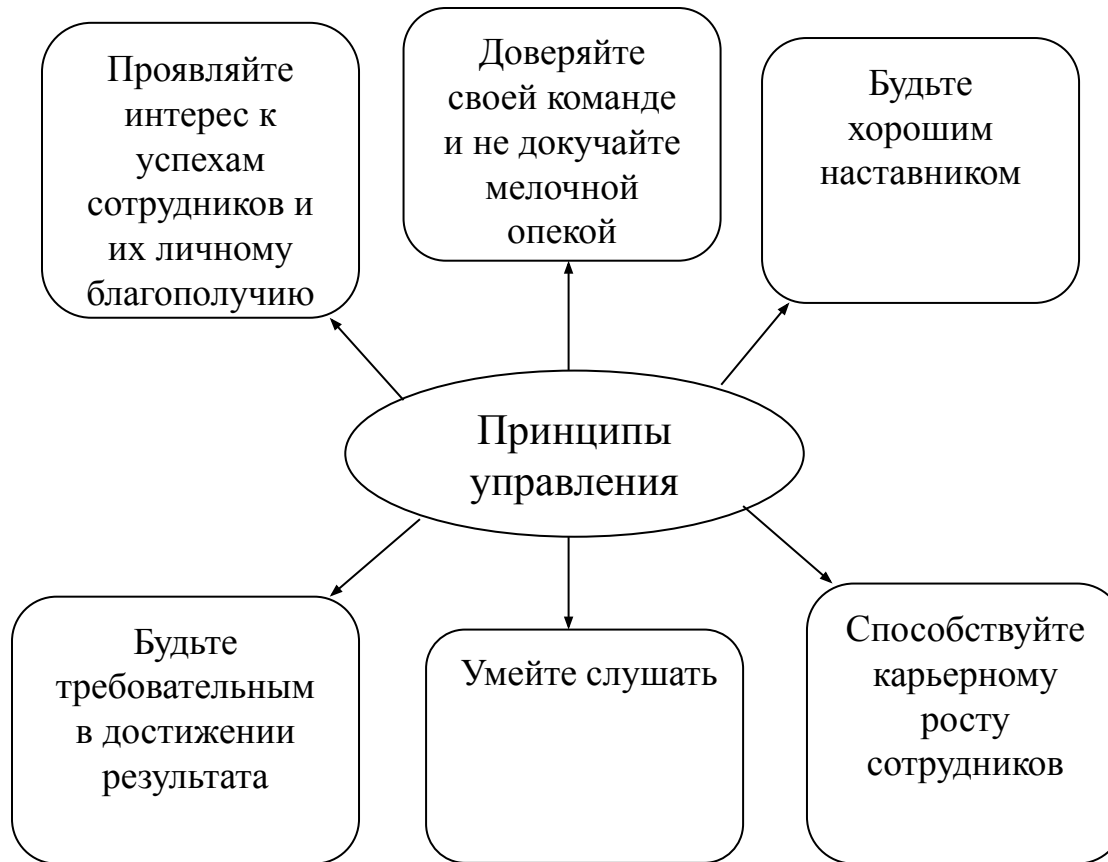 Проявляйте
интерес к
успехам
сотрудников и
их личному
благополучию
Доверяйте
своей команде
и не докучайте
мелочной
опекой
Будьте
хорошим
наставником
Принципы
управления
Будьте
требовательным
в достижении
результата
Умейте слушать
Способствуйте
карьерному
росту
сотрудников